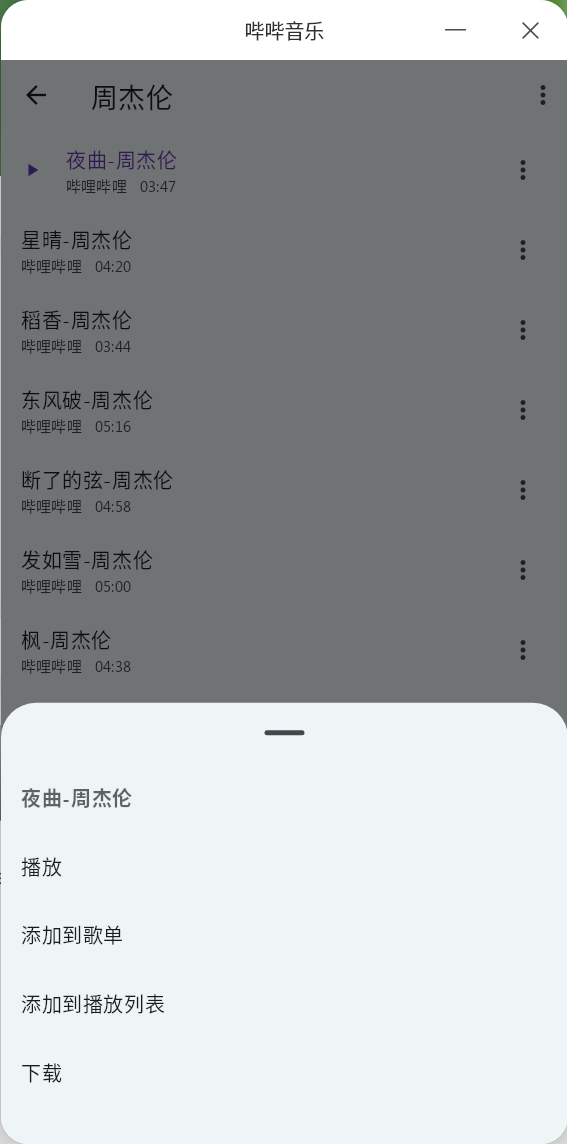 哔哔音乐
周杰伦
夜曲-周杰伦
哔哩哔哩 03:47
星晴-周杰伦
哔哩哔哩 04:20
稻香-周杰伦
哔哩哔哩 03:44
东风破-周杰伦
哔哩哔哩 05:16
断了的弦-周杰伦
哔哩哔哩 04:58
发如雪-周杰伦
哔哩哔哩 05:00
枫-周杰伦
哔哩哔哩 04:38
夜曲-周杰伦
播放
添加到歌单
添加到播放列表
下载